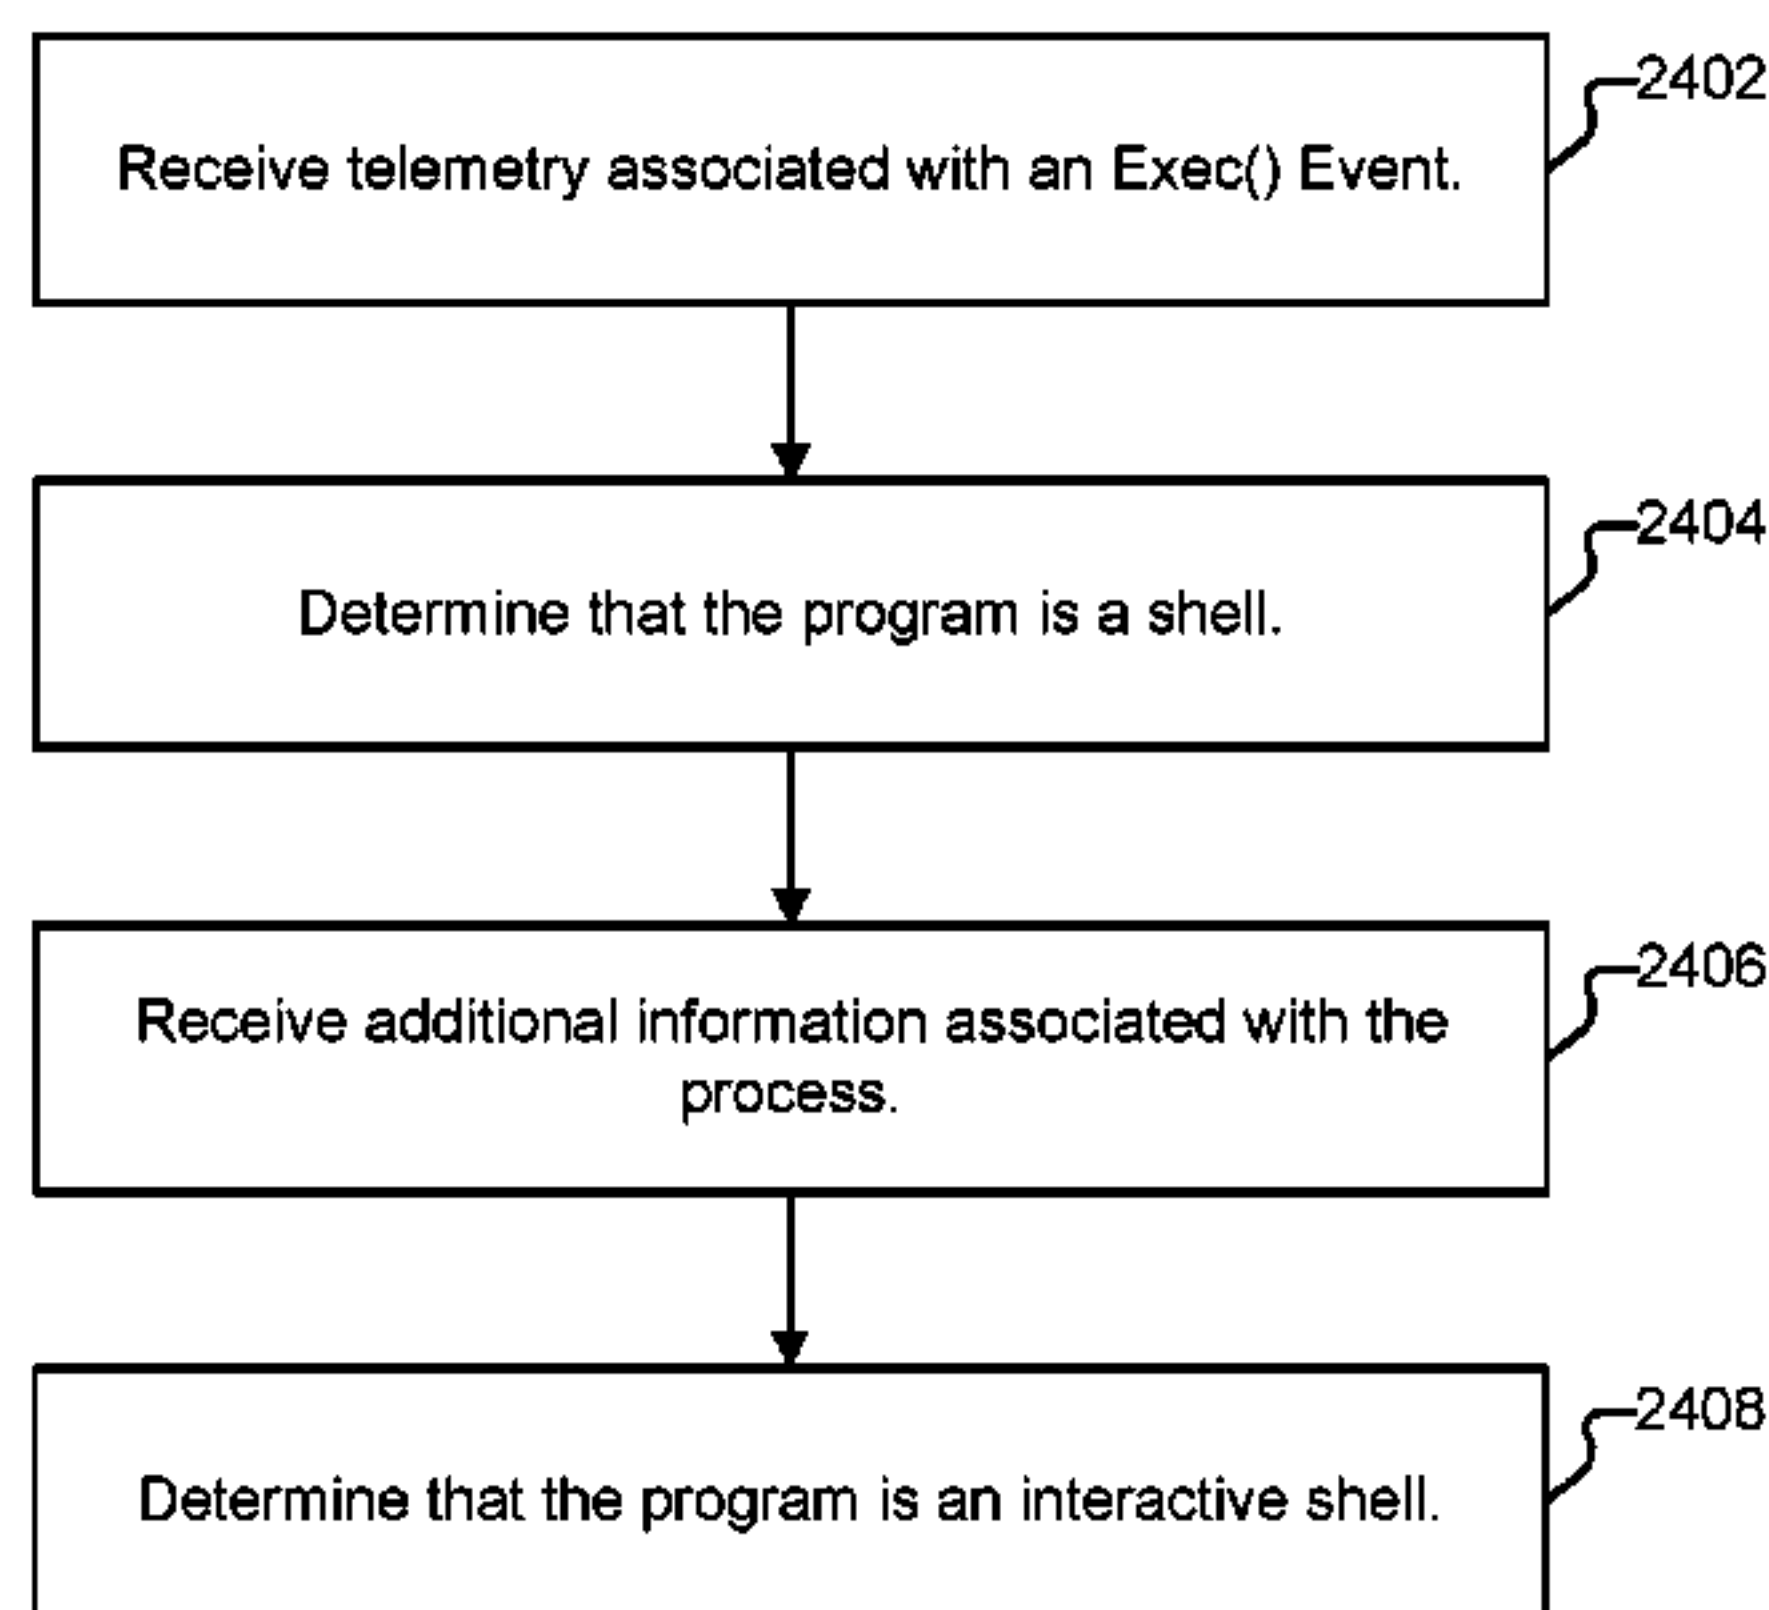 2402
Receive telemetry associated with an Exec() Event.
2404
Determine that the program is a shell.
2406
Receive additional information associated with the
process.
2408
Determine that the program is an interactive shell.